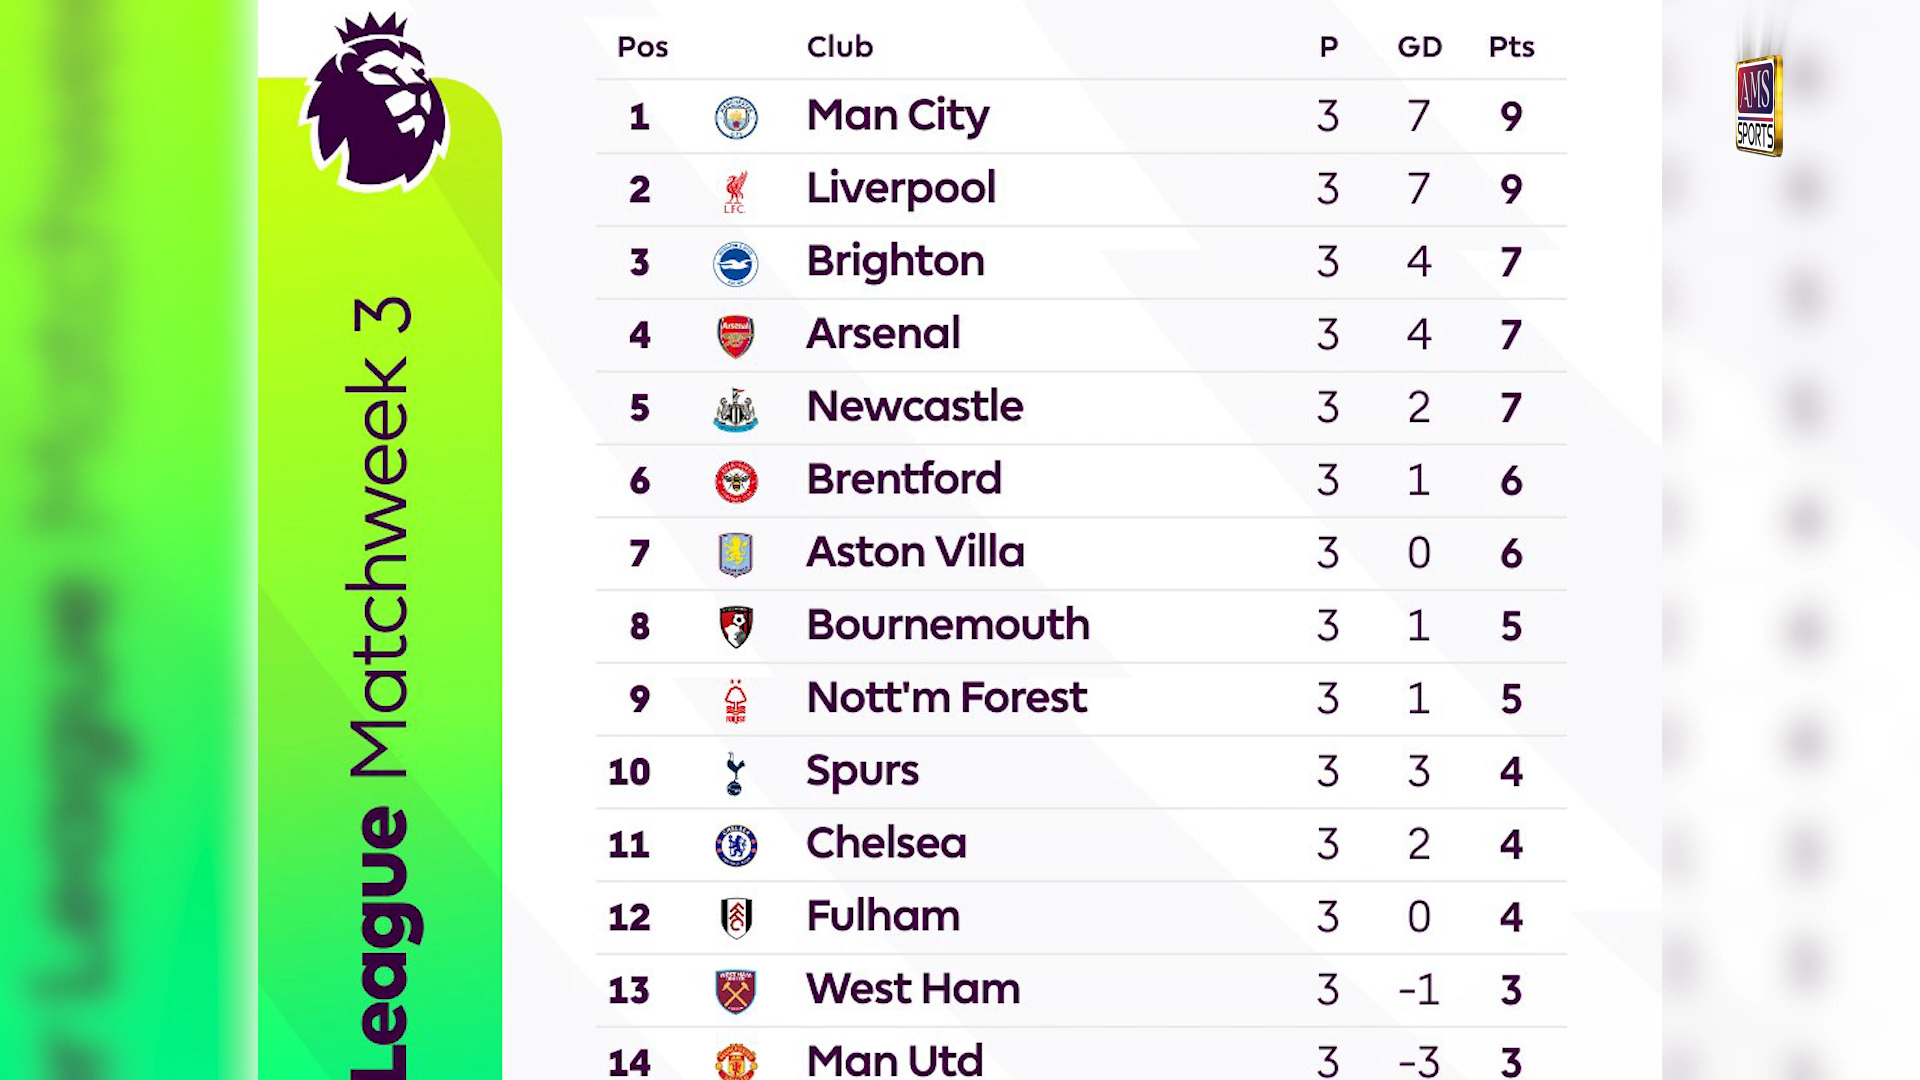 Pos Club P GD Pts
1 Man City 3 7 9
2 Liverpool 3 7 9
3 Brighton 3 4 7
4 Arsenal 3 4 7
5 Newcastle 3 2 7
6 Brentford 3 1 6
7 Aston Villa 3 0 6
8 Bournemouth 3 1 5
9 Nott'm Forest 3 1 5
10 Spurs 3 3 4
11 Chelsea 3 2 4
12 Fulham 3 0 4
13 West Ham 3 -1 3
14 Man Utd 3 -3 3
League Matchweek 3
AMS
SPORTS
L.F.C.
Arsenal